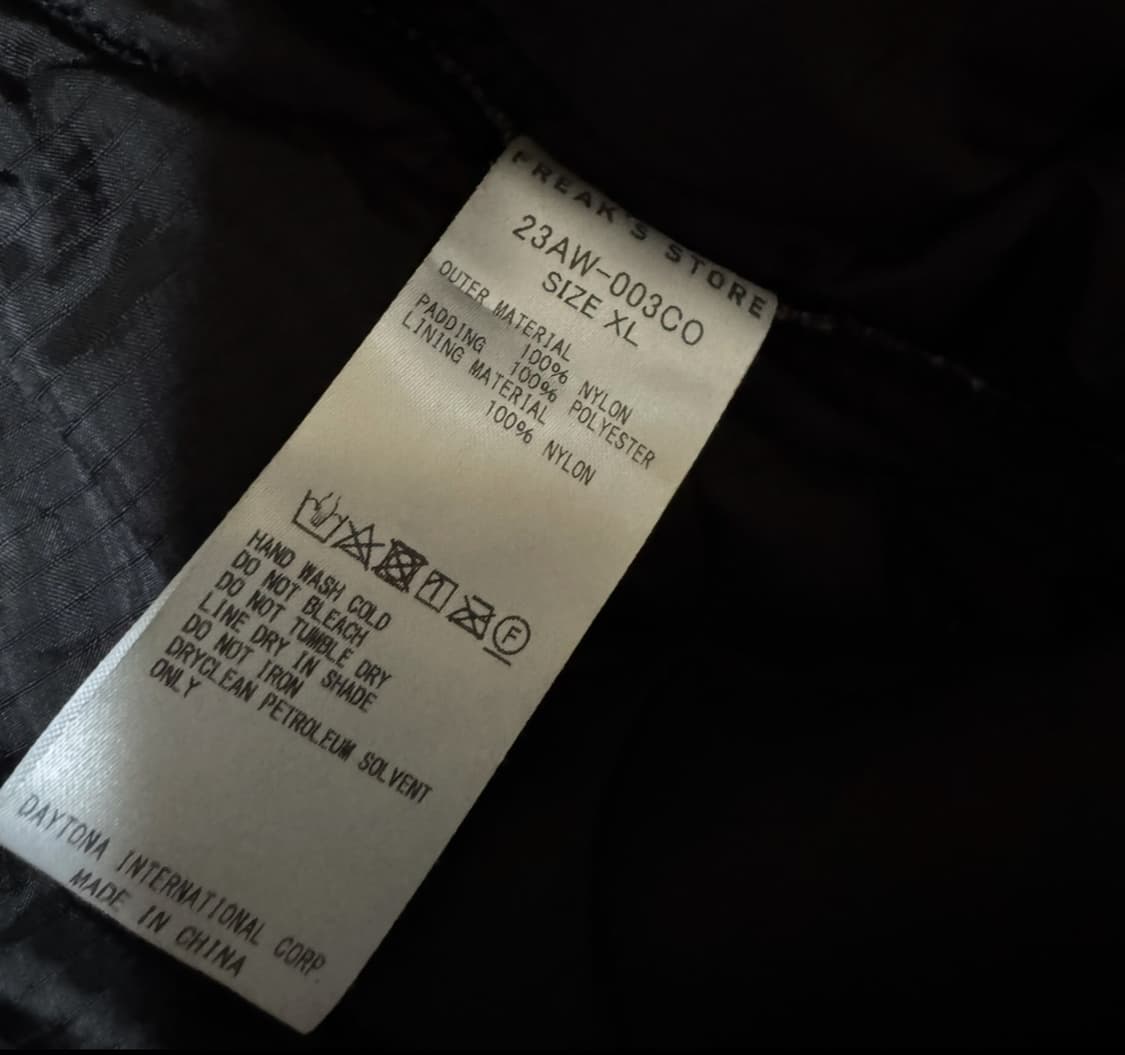 FREAK'S STORE
23AW-003CO
SIZE XL
OUTER MATERIAL
100% NYLON
PADDING 100% POLYESTER
LINING MATERIAL
100% NYLON
F
HAND WASH COLD
DO NOT BLEACH
DO NOT TUMBLE DRY
LINE DRY IN SHADE
DO NOT IRON
DRYCLEAN PETROLEUM SOLVENT
ONLY
DAYTONA INTERNATIONAL CORP.
MADE IN CHINA